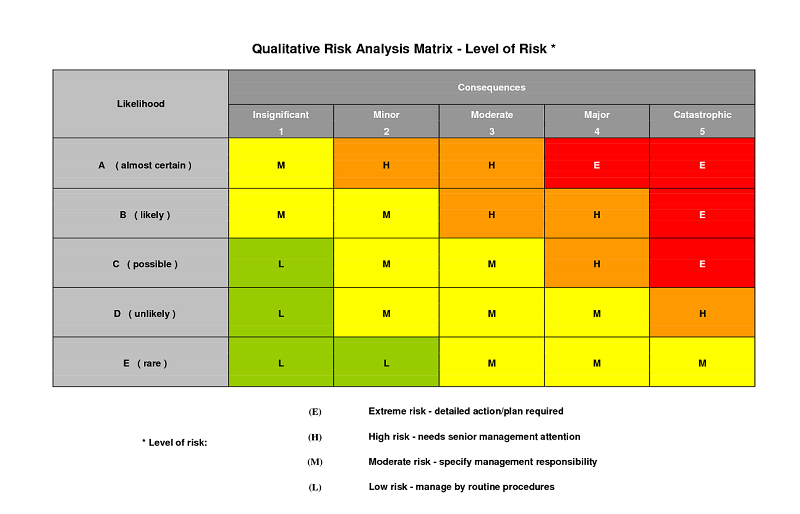 Qualitative Risk Analysis Matrix - Level of Risk *
Likelihood
Consequences
Insignificant Minor Moderate Major Catastrophic
1 2 3 4 5
A ( almost certain ) M H H E E
B ( likely ) M M H H E
C ( possible ) L M M H E
D ( unlikely ) L M M M H
E ( rare ) L L M M M
* Level of risk:
(E) Extreme risk - detailed action/plan required
(H) High risk - needs senior management attention
(M) Moderate risk - specify management responsibility
(L) Low risk - manage by routine procedures